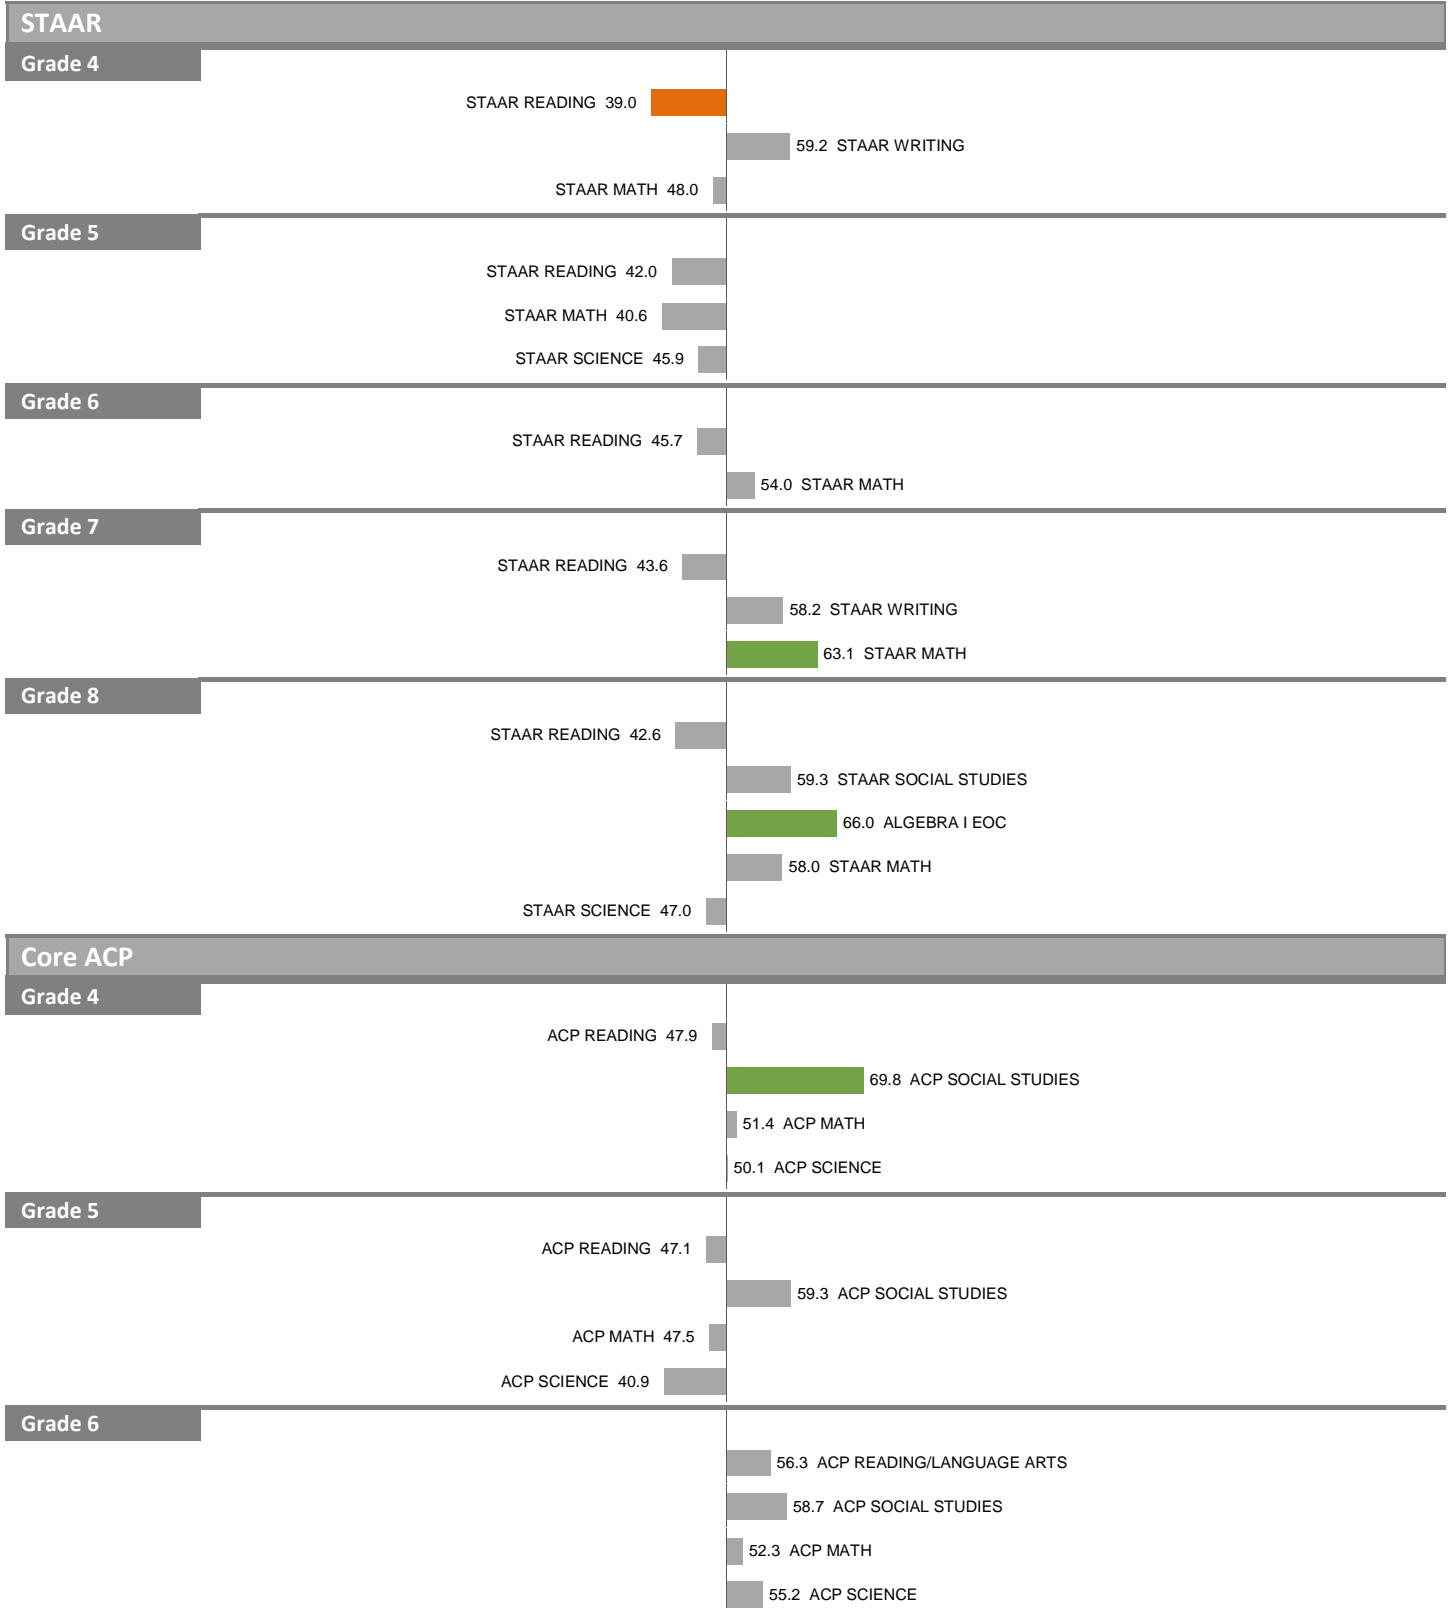 STAAR
Grade 4
STAAR READING 39.0
59.2 STAAR WRITING
STAAR MATH 48.0
Grade 5
STAAR READING 42.0
STAAR MATH 40.6
STAAR SCIENCE 45.9
Grade 6
STAAR READING 45.7
54.0 STAAR MATH
Grade 7
STAAR READING 43.6
58.2 STAAR WRITING
63.1 STAAR MATH
Grade 8
STAAR READING 42.6
59.3 STAAR SOCIAL STUDIES
66.0 ALGEBRA I EOC
58.0 STAAR MATH
STAAR SCIENCE 47.0
Core ACP
Grade 4
ACP READING 47.9
69.8 ACP SOCIAL STUDIES
51.4 ACP MATH
50.1 ACP SCIENCE
Grade 5
ACP READING 47.1
59.3 ACP SOCIAL STUDIES
ACP MATH 47.5
ACP SCIENCE 40.9
Grade 6
56.3 ACP READING/LANGUAGE ARTS
58.7 ACP SOCIAL STUDIES
52.3 ACP MATH
55.2 ACP SCIENCE